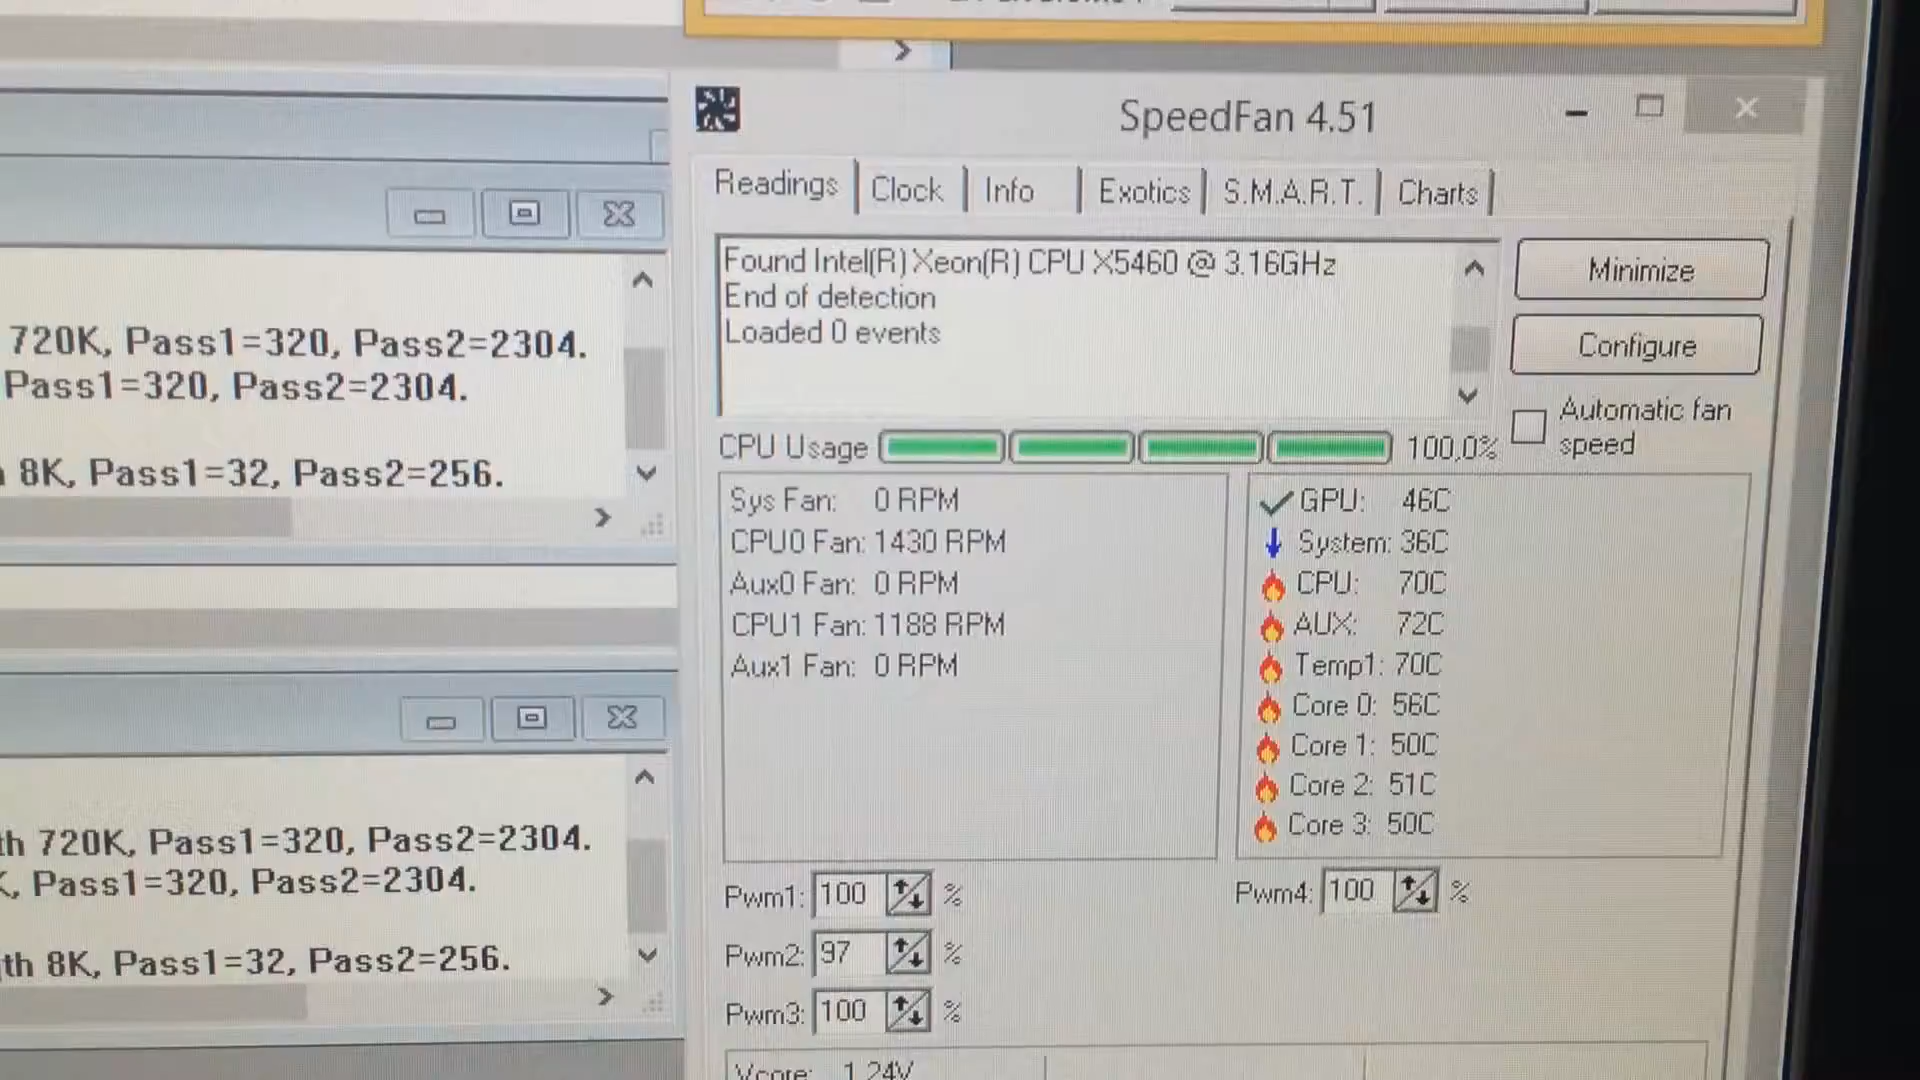 SpeedFan 4.51
Readings Clock Info Exotics S.M.A.R.T. Charts
Found Intel(R) Xeon(R) CPU X5460 @ 3.16GHz
End of detection
Loaded 0 events
Minimize
Configure
Automatic fan
speed
CPU Usage 100,0%
Sys Fan: 0 RPM
CPU0 Fan: 1430 RPM
Aux0 Fan: 0 RPM
CPU1 Fan: 1188 RPM
Aux1 Fan: 0 RPM
GPU: 46C
System: 36C
CPU: 70C
AUX: 72C
Temp1: 70C
Core 0: 56C
Core 1: 50C
Core 2: 51C
Core 3: 50C
Pwm1: 100 %
Pwm2: 97 %
Pwm3: 100 %
Pwm4: 100 %
Vcore: 1.24V
720K, Pass1=320, Pass2=2304.
Pass1=320, Pass2=2304.
8K, Pass1=32, Pass2=256.
th 720K, Pass1=320, Pass2=2304.
K, Pass1=320, Pass2=2304.
th 8K, Pass1=32, Pass2=256.